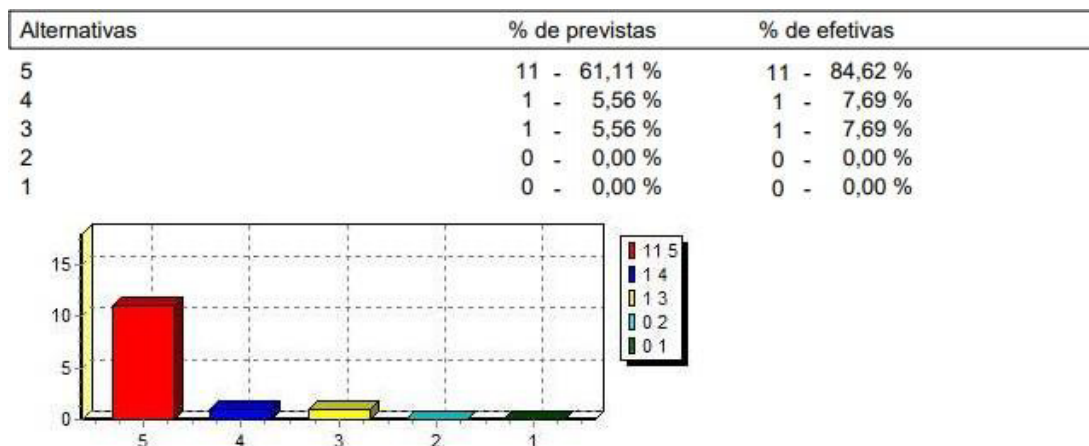 Alternativas % de previstas % de efetivas
5 11 - 61,11 % 11 - 84,62 %
4 1 - 5,56 % 1 - 7,69 %
3 1 - 5,56 % 1 - 7,69 %
2 0 - 0,00 % 0 - 0,00 %
1 0 - 0,00 % 0 - 0,00 %
15
10
5
0
5 4 3 2 1
11 5
1 4
1 3
0 2
0 1